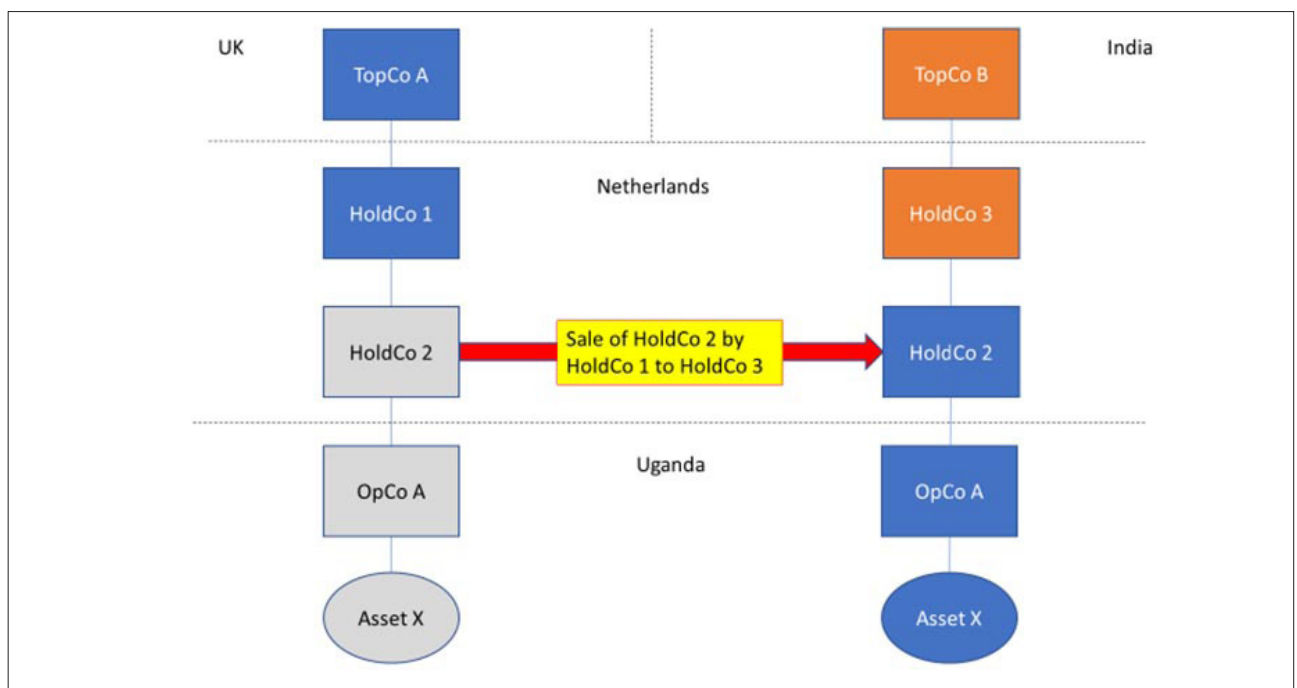 UK
India
TopCo A
TopCo B
Netherlands
HoldCo 1
HoldCo 3
HoldCo 2
Sale of HoldCo 2 by
HoldCo 1 to HoldCo 3
HoldCo 2
Uganda
OpCo A
OpCo A
Asset X
Asset X